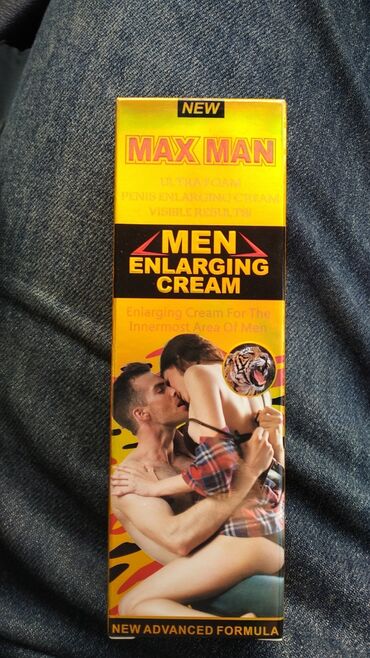 NEW
MAX MAN
ULTRA FOAM
PENIS ENLARGING CREAM
VISIBLE RESULTS!
MEN
ENLARGING
CREAM
Enlarging Cream For The
Innermost Area Of Men
NEW ADVANCED FORMULA